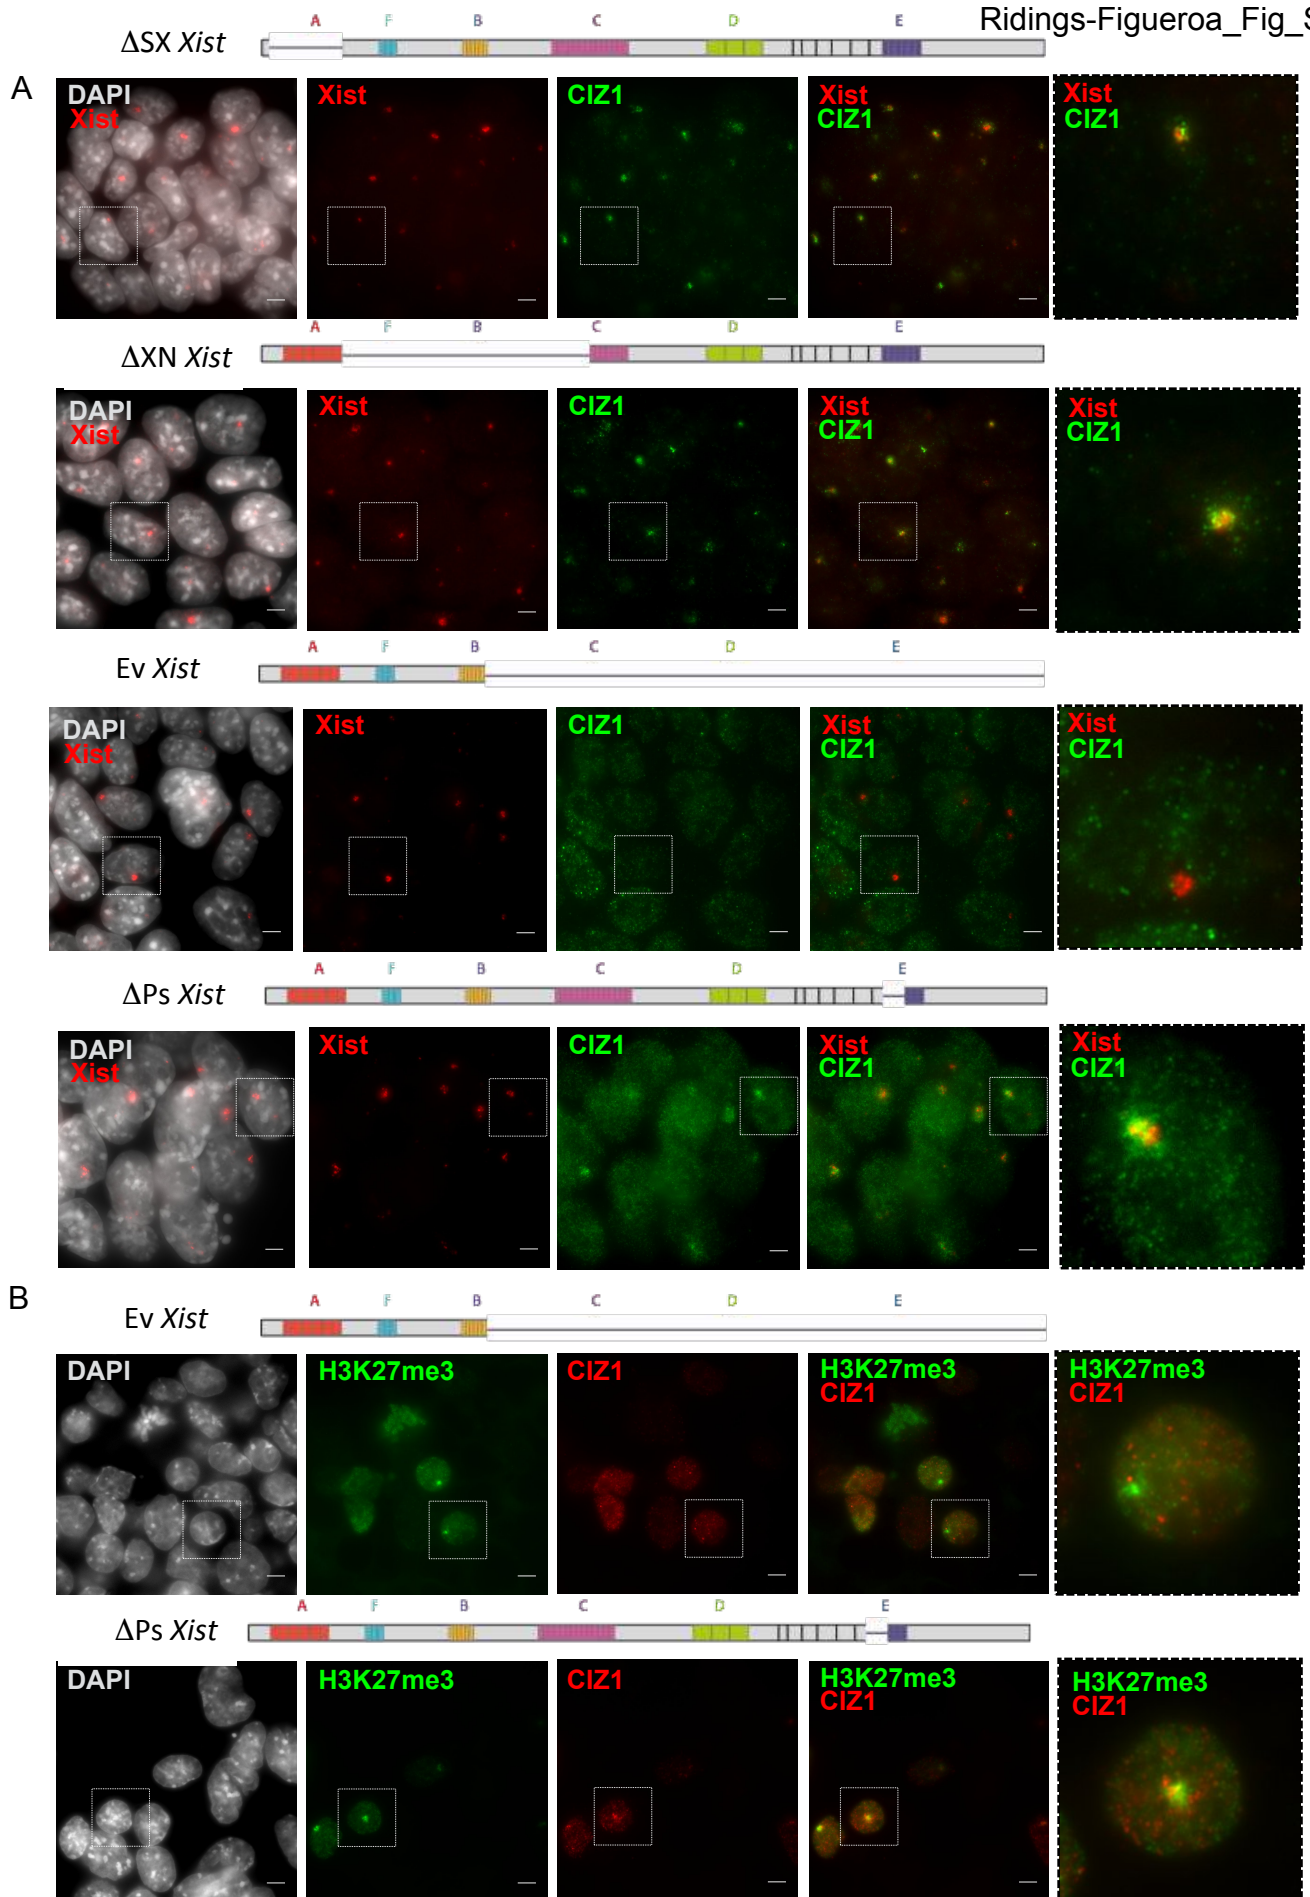 Ridings-Figueroa_Fig_S
ΔSX Xist
A F B C D E
A
DAPI
Xist
Xist
CIZ1
Xist
CIZ1
Xist
CIZ1
ΔXN Xist
A F B C D E
DAPI
Xist
Xist
CIZ1
Xist
CIZ1
Xist
CIZ1
Ev Xist
A F B C D E
DAPI
Xist
Xist
CIZ1
Xist
CIZ1
Xist
CIZ1
ΔPs Xist
A F B C D E
DAPI
Xist
Xist
CIZ1
Xist
CIZ1
Xist
CIZ1
B
Ev Xist
A F B C D E
DAPI
H3K27me3
CIZ1
H3K27me3
CIZ1
H3K27me3
CIZ1
ΔPs Xist
A F B C D E
DAPI
H3K27me3
CIZ1
H3K27me3
CIZ1
H3K27me3
CIZ1